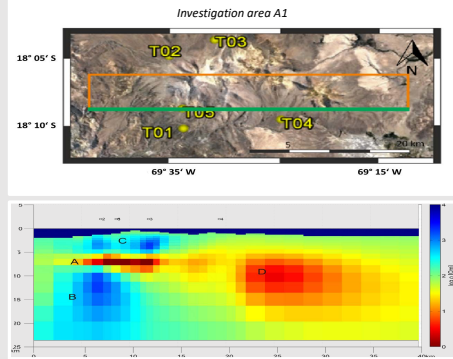 Investigation area A1
T02
T03
18° 05′ S
N
T05
18° 10′ S
T01
T04
5
20 km
69° 35′ W
69° 15′ W
5
0
5
10
15
20
25
km
C
A
B
D
0
5
10
15
20
25
30
35
40km
4
3
2
1
0